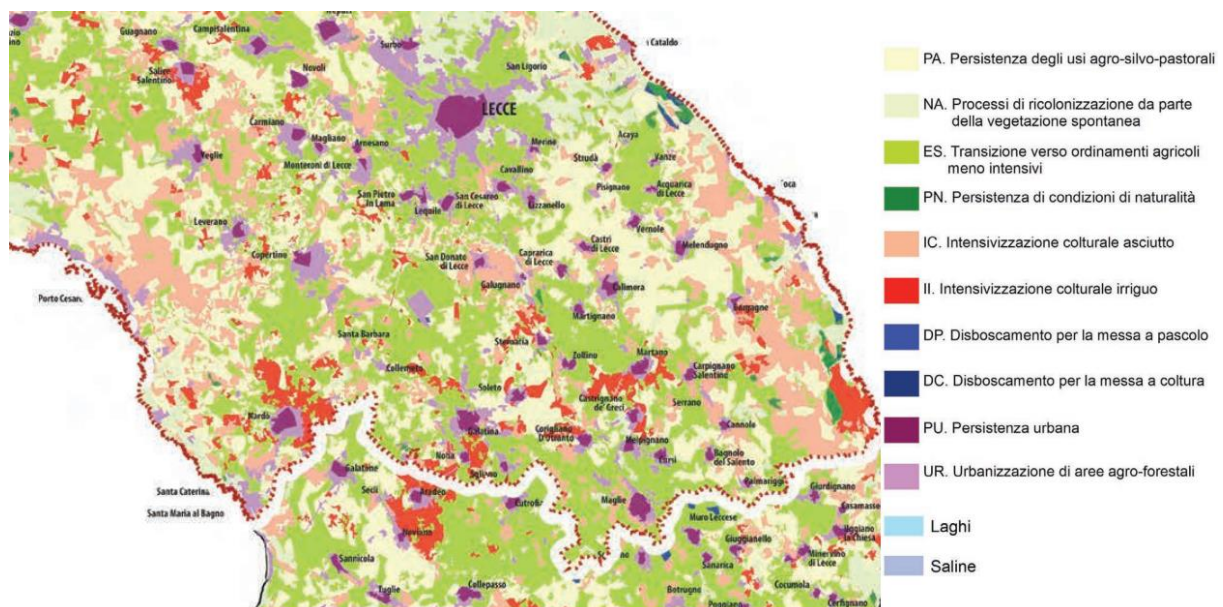 Guagnano
Campi Salentina
Surbo
Cataldo
San Ligorio
Salice
Salentino
Novoli
LECCE
Carmiano
Magliano
Arnesano
Merine
Acaya
Strudà
Vanze
Veglie
Monteroni di Lecce
Cavallino
Pisignano
Acquarica
di Lecce
San Pietro
in Lama
Lequile
San Cesareo
di Lecce
Lizzanello
Leverano
Vernole
Castri
di Lecce
Melendugno
Copertino
San Donato
di Lecce
Caprarica
di Lecce
Galugnano
Calimera
Porto Cesar
Martignano
Borgagne
Santa Barbara
Sternatia
Zollino
Martano
Collemeto
Carpignano
Salentino
Soleto
Castrignano
de' Greci
Serrano
Nardò
Galatina
Corigliano
D'Otranto
Melpignano
Cannole
Noha
Cursi
Bagnolo
del Salento
Sogliano
Galatone
Palmariggi
Giurdignano
Santa Caterina
Seclì
Aradeo
Cutrofia
Maglie
Casamasse
Santa Maria al Bagno
Muro Leccese
Uggiano
la Chiesa
Neviano
Giuggianello
Sannicola
Sanarica
Minervino
di Lecce
Tuglie
Collepasso
Botrugno
Cocumola
Poggiano
Cerfignano
PA. Persistenza degli usi agro-silvo-pastorali
NA. Processi di ricolonizzazione da parte
della vegetazione spontanea
ES. Transizione verso ordinamenti agricoli
meno intensivi
PN. Persistenza di condizioni di naturalità
IC. Intensivizzazione colturale asciutto
II. Intensivizzazione colturale irriguo
DP. Disboscamento per la messa a pascolo
DC. Disboscamento per la messa a coltura
PU. Persistenza urbana
UR. Urbanizzazione di aree agro-forestali
Laghi
Saline